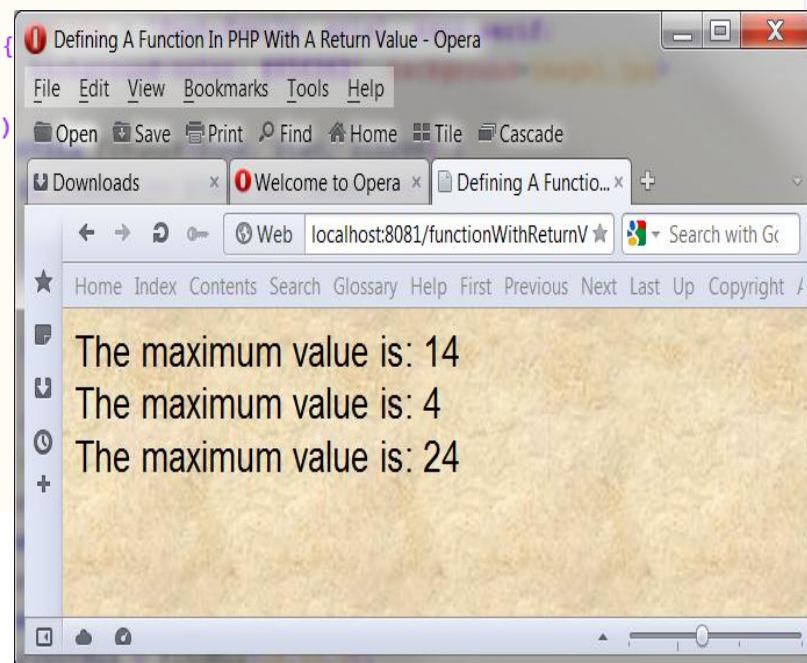 {
)
Defining A Function In PHP With A Return Value - Opera
File Edit View Bookmarks Tools Help
Open Save Print Find Home Tile Cascade
Downloads Welcome to Opera Defining A Functio...
Web localhost:8081/functionWithReturnV Search with Go
Home Index Contents Search Glossary Help First Previous Next Last Up Copyright
The maximum value is: 14
The maximum value is: 4
The maximum value is: 24